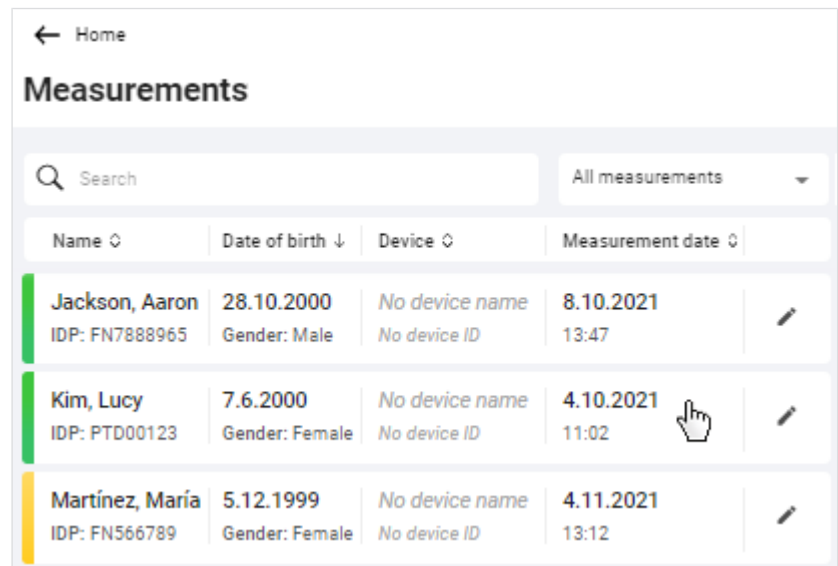 Home
Measurements
Search
All measurements
Name Date of birth Device Measurement date
Jackson, Aaron 28.10.2000 No device name 8.10.2021
IDP: FN7888965 Gender: Male No device ID 13:47
Kim, Lucy 7.6.2000 No device name 4.10.2021
IDP: PTD00123 Gender: Female No device ID 11:02
Martínez, María 5.12.1999 No device name 4.11.2021
IDP: FN566789 Gender: Female No device ID 13:12